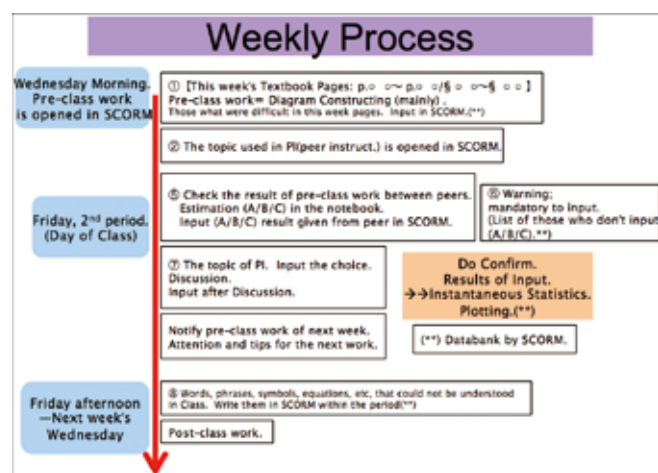 Weekly Process
Wednesday Morning.
Pre-class work
is opened in SCORM
① [This week's Textbook Pages: p.○ ○~ p.○ ○/§ ○ ○~§ ○ ○ ]
Pre-class work= Diagram Constructing (mainly) .
Those what were difficult in this week pages. Input in SCORM.(**)
② The topic used in PI(peer instruct.) is opened in SCORM.
Friday, 2nd period.
(Day of Class)
⑤ Check the result of pre-class work between peers.
Estimation (A/B/C) in the notebook.
Input (A/B/C) result given from peer in SCORM.
Warning;
mandatory to input.
(List of those who don't input
(A/B/C).**)
⑦ The topic of PI. Input the choice.
Discussion.
Input after Discussion.
Do Confirm.
Results of Input.
→→Instantaneous Statistics.
Plotting.(**)
Notify pre-class work of next week.
Attention and tips for the next work.
(**) Databank by SCORM.
Friday afternoon
—Next week's
Wednesday
⑧ Words, phrases, symbols, equations, etc, that could not be understood
in Class. Write them in SCORM within the period(**)
Post-class work.